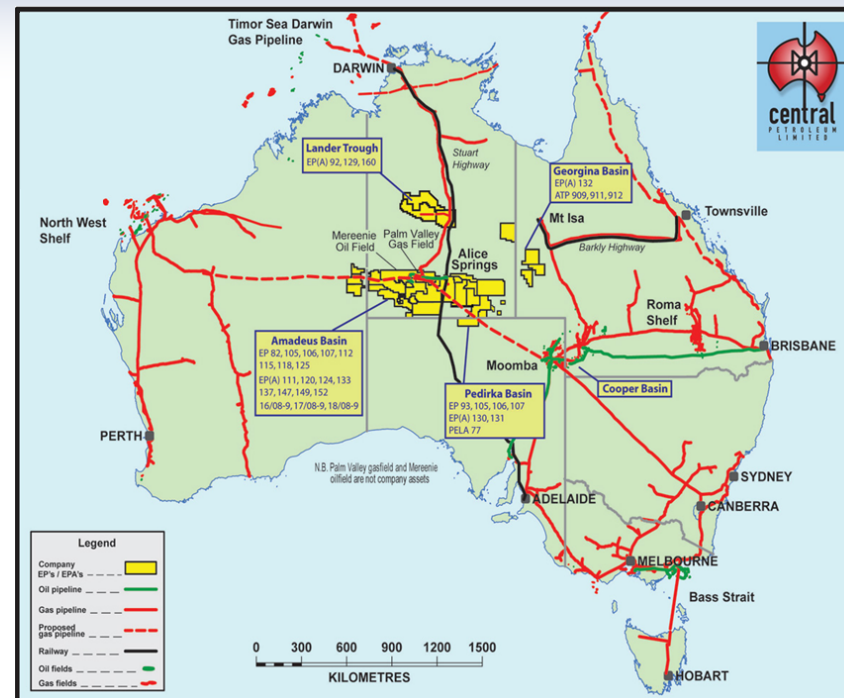 Timor Sea Darwin
Gas Pipeline
DARWIN
central
PETROLEUM
LIMITED
Lander Trough
EP(A) 92, 129, 160
Stuart
Highway
Georgina Basin
EP(A) 132
ATP 909, 911, 912
North West
Shelf
Mereenie
Oil Field
Palm Valley
Gas Field
Alice
Springs
Mt Isa
Townsville
Barkly Highway
Roma
Shelf
Amadeus Basin
EP 82, 105, 106, 107, 112
115, 118, 125
EP(A) 111, 120, 124, 133
137, 147, 149, 152
16/08-9, 17/08-9, 18/08-9
Moomba
BRISBANE
Pedirka Basin
EP 93, 105, 106, 107
EP(A) 130, 131
PELA 77
Cooper Basin
PERTH
N.B. Palm Valley gasfield and Mereenie
oilfield are not company assets
SYDNEY
ADELAIDE
CANBERRA
MELBOURNE
Bass Strait
HOBART
Legend
Company
EP's / EPA's
Oil pipeline
Gas pipeline
Proposed
gas pipeline
Railway
Oil fields
Gas fields
0 300 600 900 1200 1500
KILOMETRES